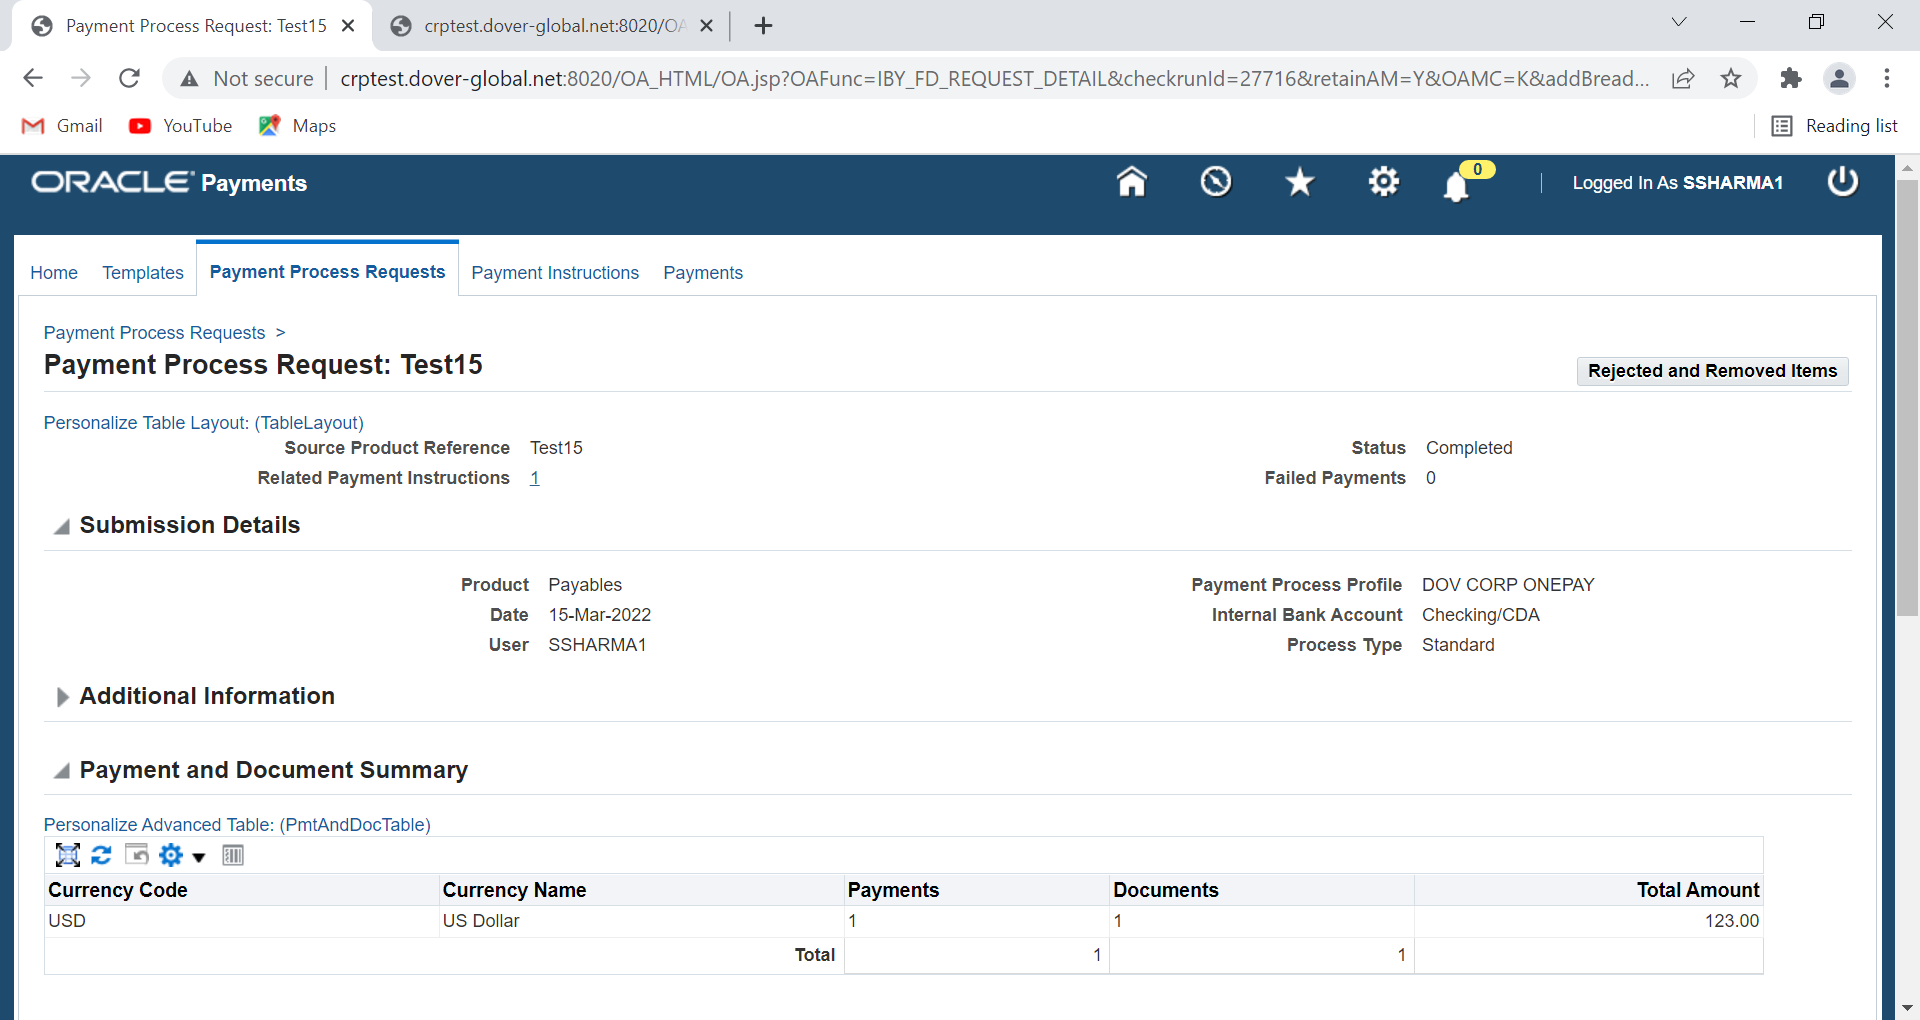 Payment Process Request: Test15
crptest.dover-global.net:8020/OA
Not secure crptest.dover-global.net:8020/OA_HTML/OA.jsp?OAFunc=IBY_FD_REQUEST_DETAIL&checkrunId=27716&retainAM=Y&OAMC=K&addBread...
Gmail YouTube Maps Reading list
ORACLE Payments 0 Logged In As SSHARMA1
Home Templates Payment Process Requests Payment Instructions Payments
Payment Process Requests >
Payment Process Request: Test15
Rejected and Removed Items
Personalize Table Layout: (TableLayout)
Source Product Reference Test15 Status Completed
Related Payment Instructions 1 Failed Payments 0
Submission Details
Product Payables Payment Process Profile DOV CORP ONEPAY
Date 15-Mar-2022 Internal Bank Account Checking/CDA
User SSHARMA1 Process Type Standard
Additional Information
Payment and Document Summary
Personalize Advanced Table: (PmtAndDocTable)
Currency Code Currency Name Payments Documents Total Amount
USD US Dollar 1 1 123.00
Total 1 1